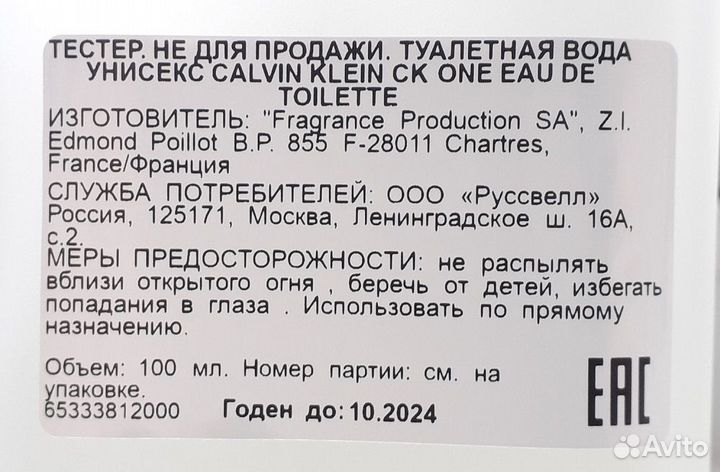 ТЕСТЕР. НЕ ДЛЯ ПРОДАЖИ. ТУАЛЕТНАЯ ВОДА
УНИСЕКС CALVIN KLEIN CK ONE EAU DE
TOILETTE
ИЗГОТОВИТЕЛЬ: "Fragrance Production SA", Z.I.
Edmond Poillot B.P. 855 F-28011 Chartres,
France/Франция
СЛУЖБА ПОТРЕБИТЕЛЕЙ: ООО «Руссвелл»
Россия, 125171, Москва, Ленинградское ш. 16А,
с.2.
МЕРЫ ПРЕДОСТОРОЖНОСТИ: не распылять
вблизи открытого огня , беречь от детей, избегать
попадания в глаза . Использовать по прямому
назначению.
Объем: 100 мл. Номер партии: см. на
упаковке.
65333812000 Годен до: 10.2024
EAC
Avito